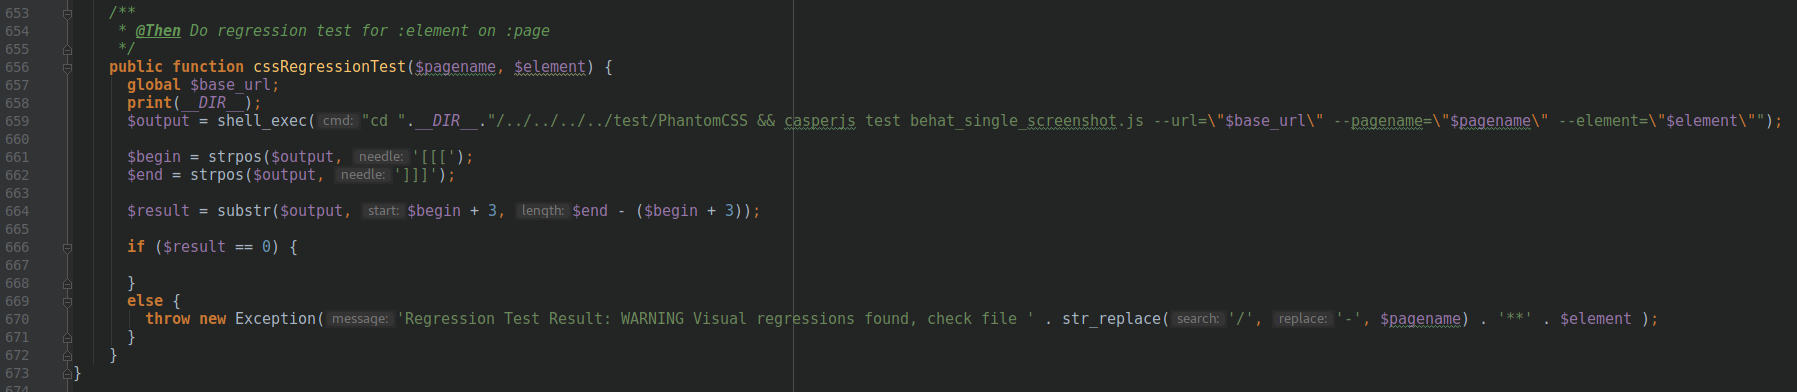 653 /**
654 * @Then Do regression test for :element on :page
655 */
656 public function cssRegressionTest($pagename, $element) {
657 global $base_url;
658 print(__DIR__);
659 $output = shell_exec( cmd: "cd ".__DIR__."/../../../../test/PhantomCSS && casperjs test behat_single_screenshot.js --url=\"$base_url\" --pagename=\"$pagename\" --element=\"$element\"");
660
661 $begin = strpos($output, needle: '[[[');
662 $end = strpos($output, needle: ']]]');
663
664 $result = substr($output, start: $begin + 3, length: $end - ($begin + 3));
665
666 if ($result == 0) {
667
668 }
669 else {
670 throw new Exception( message: 'Regression Test Result: WARNING Visual regressions found, check file ' . str_replace( search: '/', replace: '-', $pagename) . '**' . $element );
671 }
672 }
673 }
674